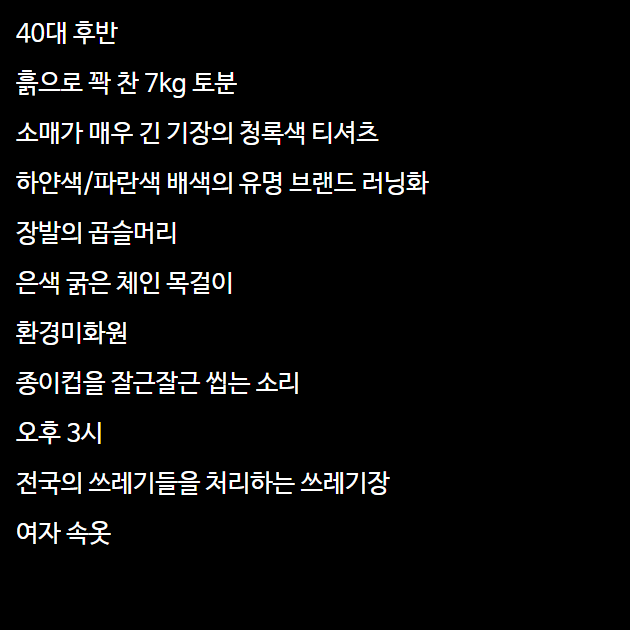 40대 후반
흙으로 꽉 찬 7kg 토분
소매가 매우 긴 기장의 청록색 티셔츠
하얀색/파란색 배색의 유명 브랜드 러닝화
장발의 곱슬머리
은색 굵은 체인 목걸이
환경미화원
종이컵을 잘근잘근 씹는 소리
오후 3시
전국의 쓰레기들을 처리하는 쓰레기장
여자 속옷